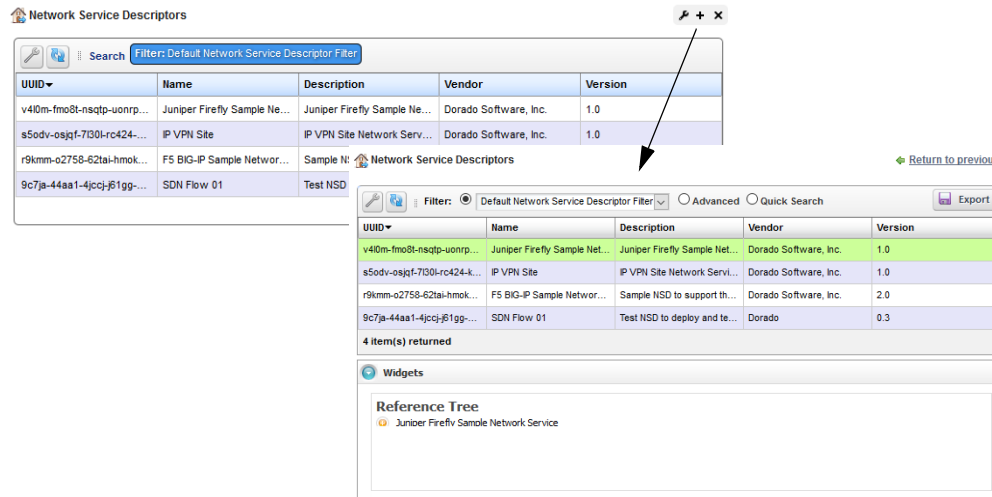 Network Service Descriptors
Search Filter: Default Network Service Descriptor Filter
UUID Name Description Vendor Version
v4l0m-fmo8t-nsqtp-uonrp... Juniper Firefly Sample Ne... Juniper Firefly Sample Ne... Dorado Software, Inc. 1.0
s5odv-osjqf-7l30l-rc424-... IP VPN Site IP VPN Site Network Serv... Dorado Software, Inc. 1.0
r9kmm-o2758-62tai-hmok... F5 BIG-IP Sample Networ... Sample
9c7ja-44aa1-4jccj-j61gg-... SDN Flow 01 Test NSD
Network Service Descriptors Return to previou
Filter: Default Network Service Descriptor Filter Advanced Quick Search Export
UUID Name Description Vendor Version
v4l0m-fmo8t-nsqtp-uonrp... Juniper Firefly Sample Net... Juniper Firefly Sample Net... Dorado Software, Inc. 1.0
s5odv-osjqf-7l30l-rc424-k... IP VPN Site IP VPN Site Network Servi... Dorado Software, Inc. 1.0
r9kmm-o2758-62tai-hmok... F5 BIG-IP Sample Networ... Sample NSD to support th... Dorado Software, Inc. 2.0
9c7ja-44aa1-4jccj-j61gg-... SDN Flow 01 Test NSD to deploy and te... Dorado 0.3
4 item(s) returned
Widgets
Reference Tree
Juniper Firefly Sample Network Service